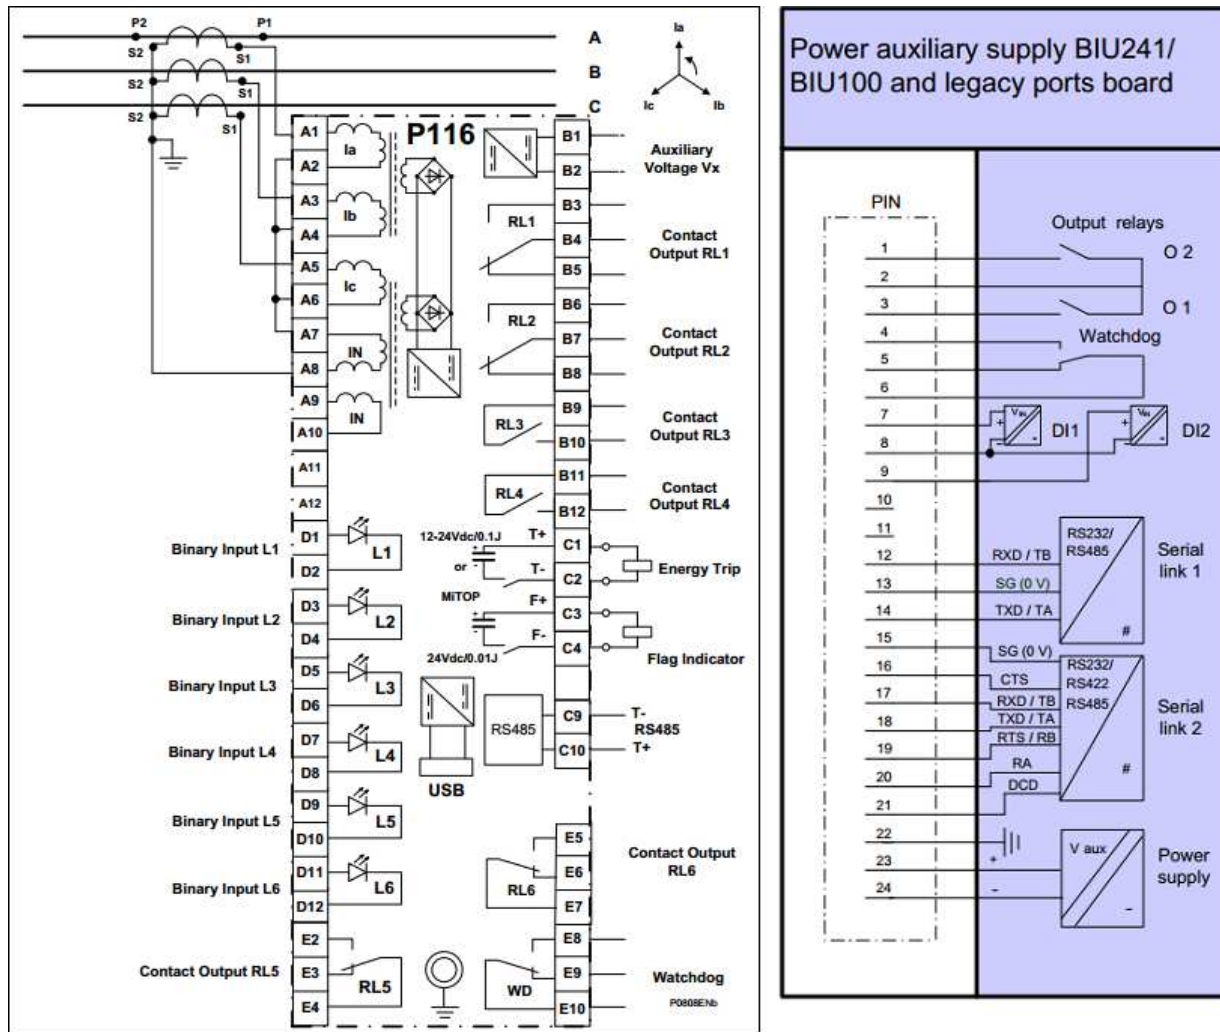 P2
P1
A
S2
S1
B
S2
S1
C
S2
S1
Ia
Ic
Ib
P116
A1
A2
A3
A4
A5
A6
A7
A8
A9
A10
A11
A12
Ia
Ib
Ic
IN
IN
B1
B2
Auxiliary
Voltage Vx
B3
B4
B5
RL1
Contact
Output RL1
B6
B7
B8
RL2
Contact
Output RL2
B9
B10
RL3
Contact
Output RL3
B11
B12
RL4
Contact
Output RL4
12-24Vdc/0.1J
+
-
or
MiTOP
T+
T-
C1
C2
Energy Trip
+
-
F+
F-
24Vdc/0.01J
C3
C4
Flag Indicator
USB
RS485
C9
C10
T-
RS485
T+
Binary Input L1
D1
D2
L1
Binary Input L2
D3
D4
L2
Binary Input L3
D5
D6
L3
Binary Input L4
D7
D8
L4
Binary Input L5
D9
D10
L5
Binary Input L6
D11
D12
L6
Contact Output RL5
E2
E3
E4
RL5
E5
E6
E7
RL6
Contact Output
RL6
E8
E9
E10
WD
Watchdog
P0808ENb
Power auxiliary supply BIU241/
BIU100 and legacy ports board
PIN
1
2
3
4
5
6
7
8
9
10
11
12
13
14
15
16
17
18
19
20
21
22
23
24
Output relays
O 2
O 1
Watchdog
VIN
+
-
-
DI1
VIN
+
-
-
DI2
RXD / TB
SG (0 V)
TXD / TA
RS232/
RS485
#
Serial
link 1
SG (0 V)
CTS
RXD / TB
TXD / TA
RTS / RB
RA
DCD
RS232/
RS422
RS485
#
Serial
link 2
+
-
V aux
-
Power
supply